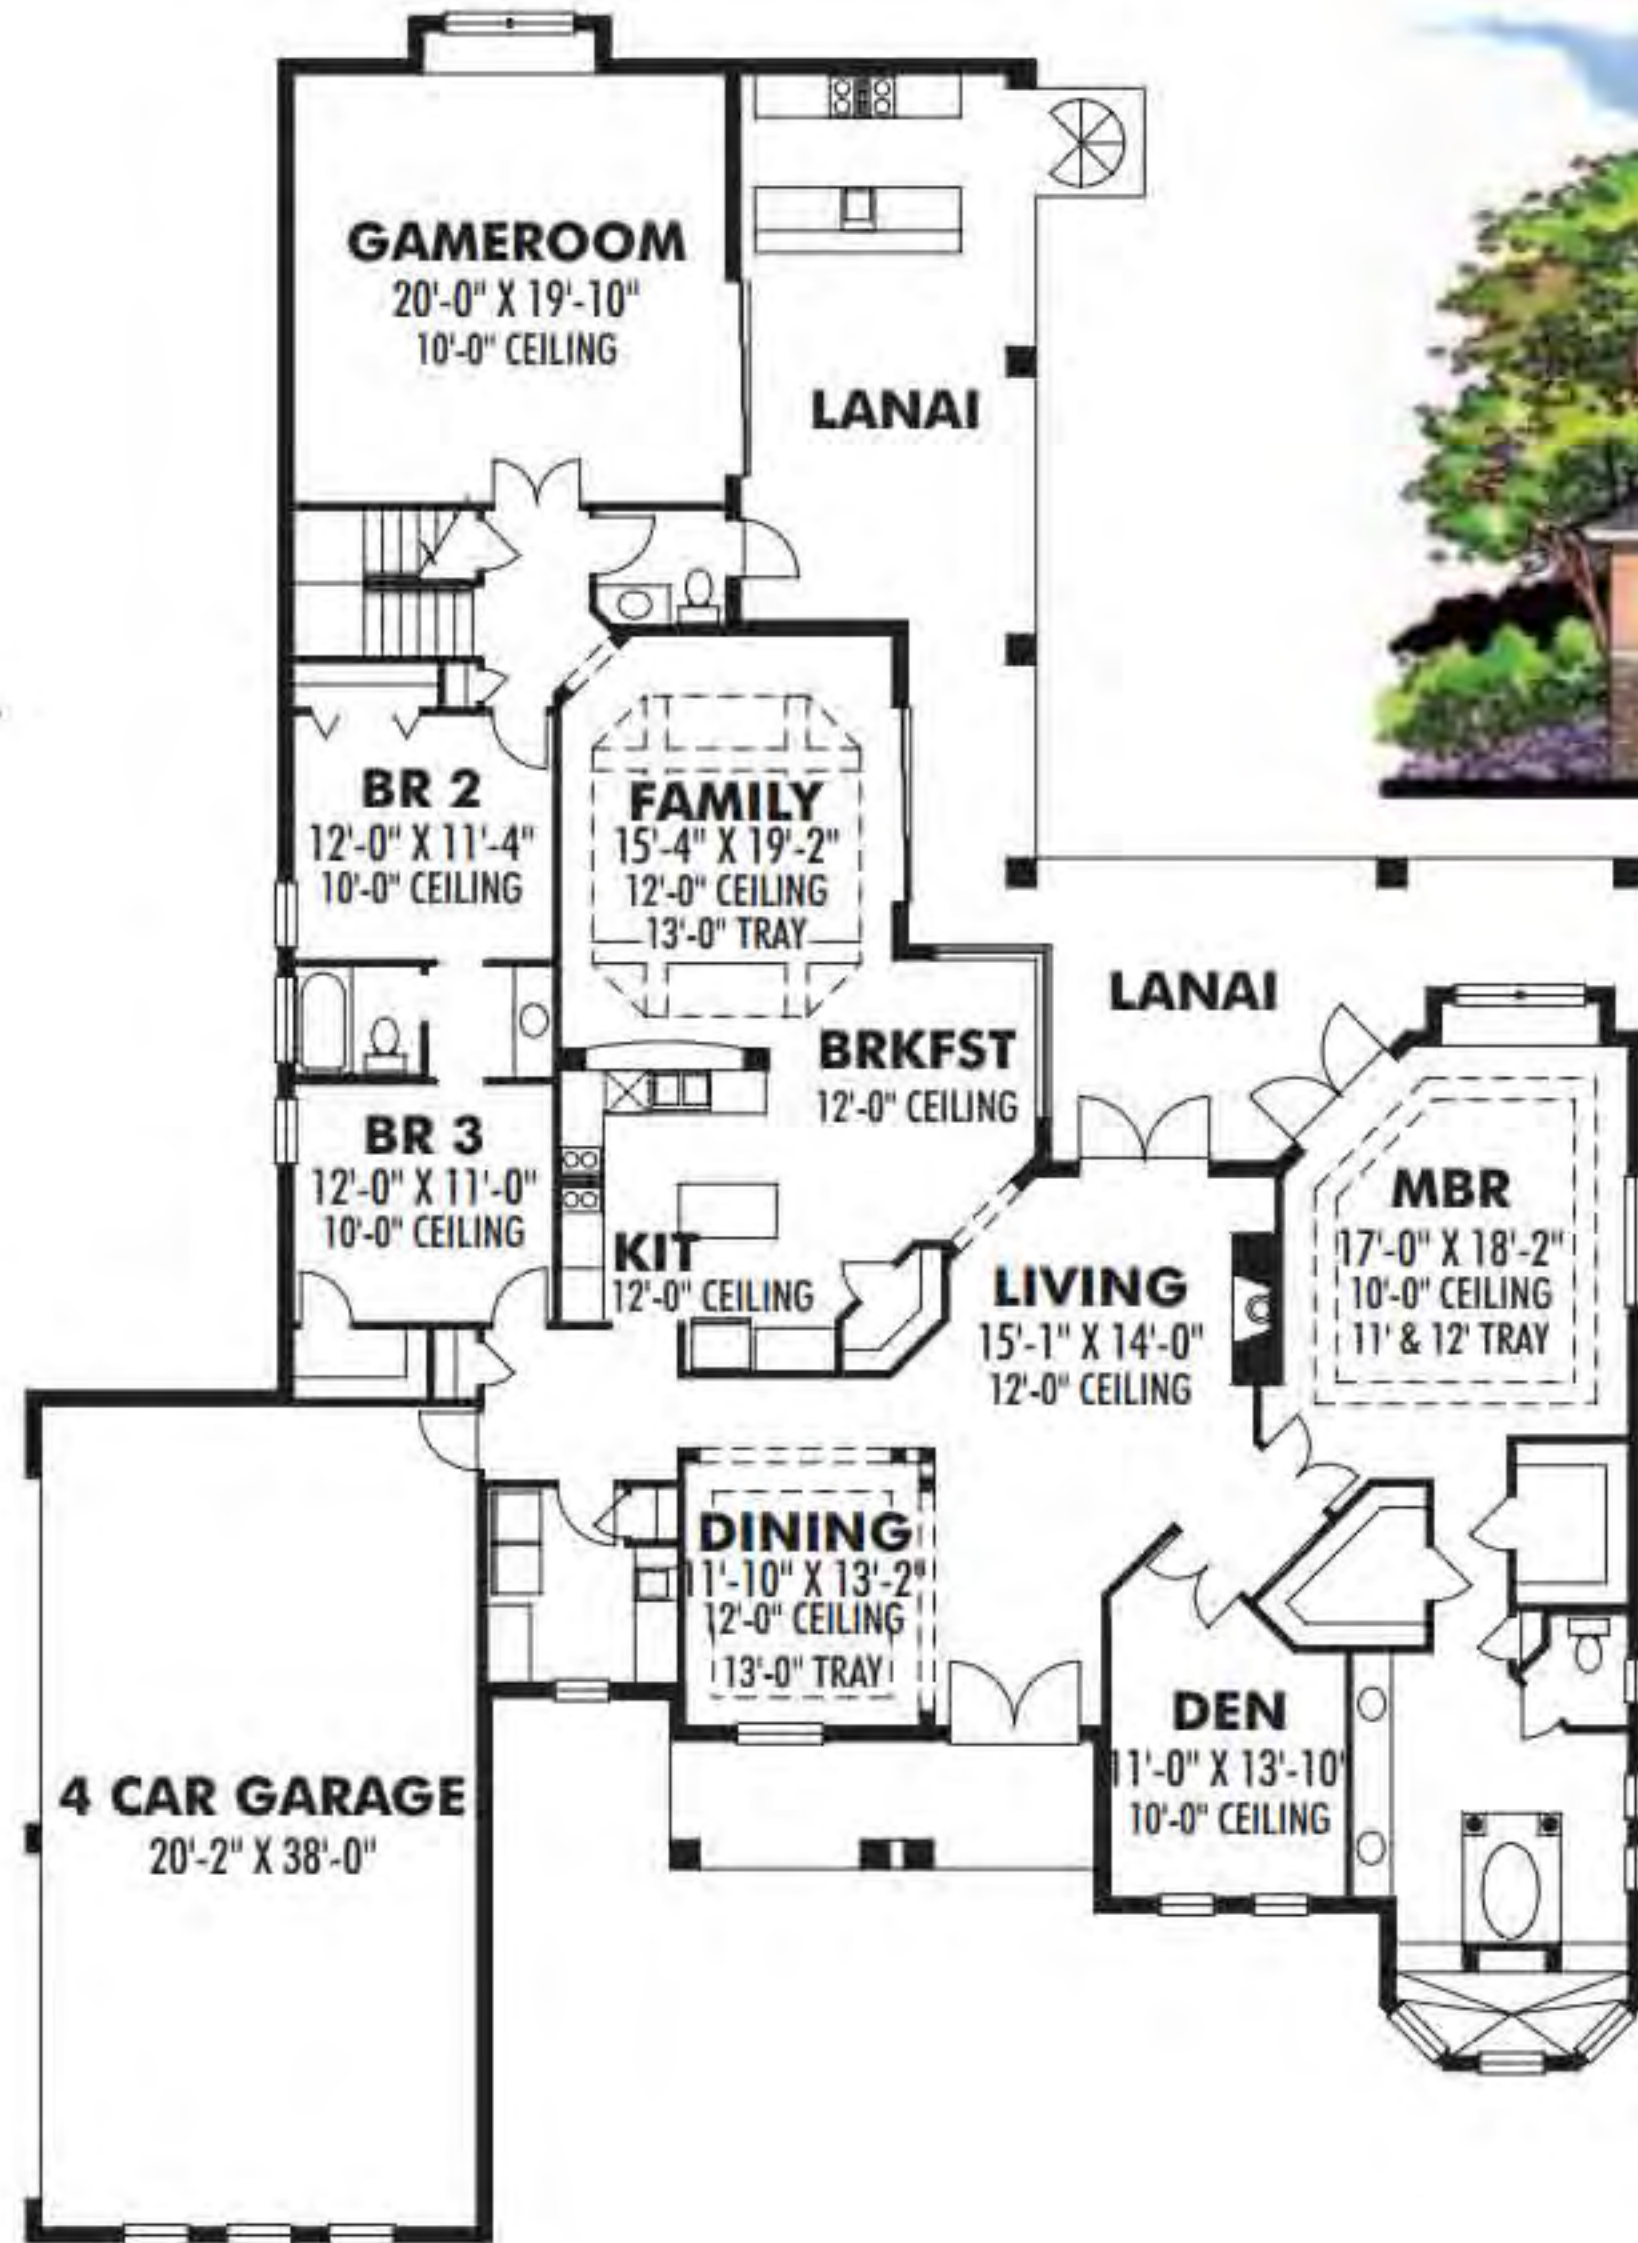 GAMEROOM
20'-0" X 19'-10"
10'-0" CEILING
LANAI
BR 2
12'-0" X 11'-4"
10'-0" CEILING
FAMILY
15'-4" X 19'-2"
12'-0" CEILING
13'-0" TRAY
LANAI
BRKFST
12'-0" CEILING
BR 3
12'-0" X 11'-0"
10'-0" CEILING
MBR
17'-0" X 18'-2"
10'-0" CEILING
11' & 12' TRAY
KIT
12'-0" CEILING
LIVING
15'-1" X 14'-0"
12'-0" CEILING
DINING
11'-10" X 13'-2"
12'-0" CEILING
13'-0" TRAY
DEN
11'-0" X 13'-10"
10'-0" CEILING
4 CAR GARAGE
20'-2" X 38'-0"